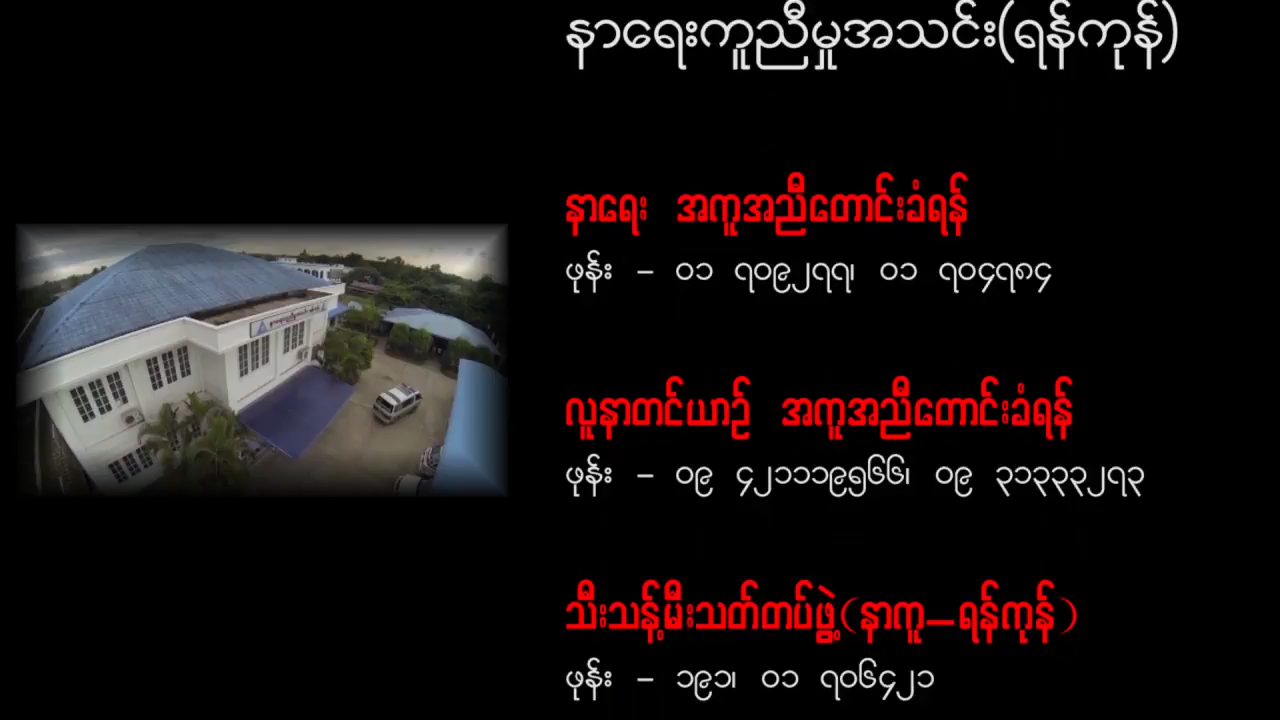 နာရေးကူညီမှုအသင်း(ရန်ကုန်)
နာရေး အကူအညီတောင်းခံရန်
ဖုန်း - ၀၁ ၇၀၉၂၇၇၊ ၀၁ ၇၀၄၇၈၄
လူနာတင်ယာဉ် အကူအညီတောင်းခံရန်
ဖုန်း - ၀၉ ၄၂၁၁၁၉၅၆၆၊ ၀၉ ၃၁၃၃၃၂၇၃
သီးသန့်မီးသတ်တပ်ဖွဲ့(နာကူ-ရန်ကုန်)
ဖုန်း - ၁၉၁၊ ၀၁ ၇၀၆၄၂၁